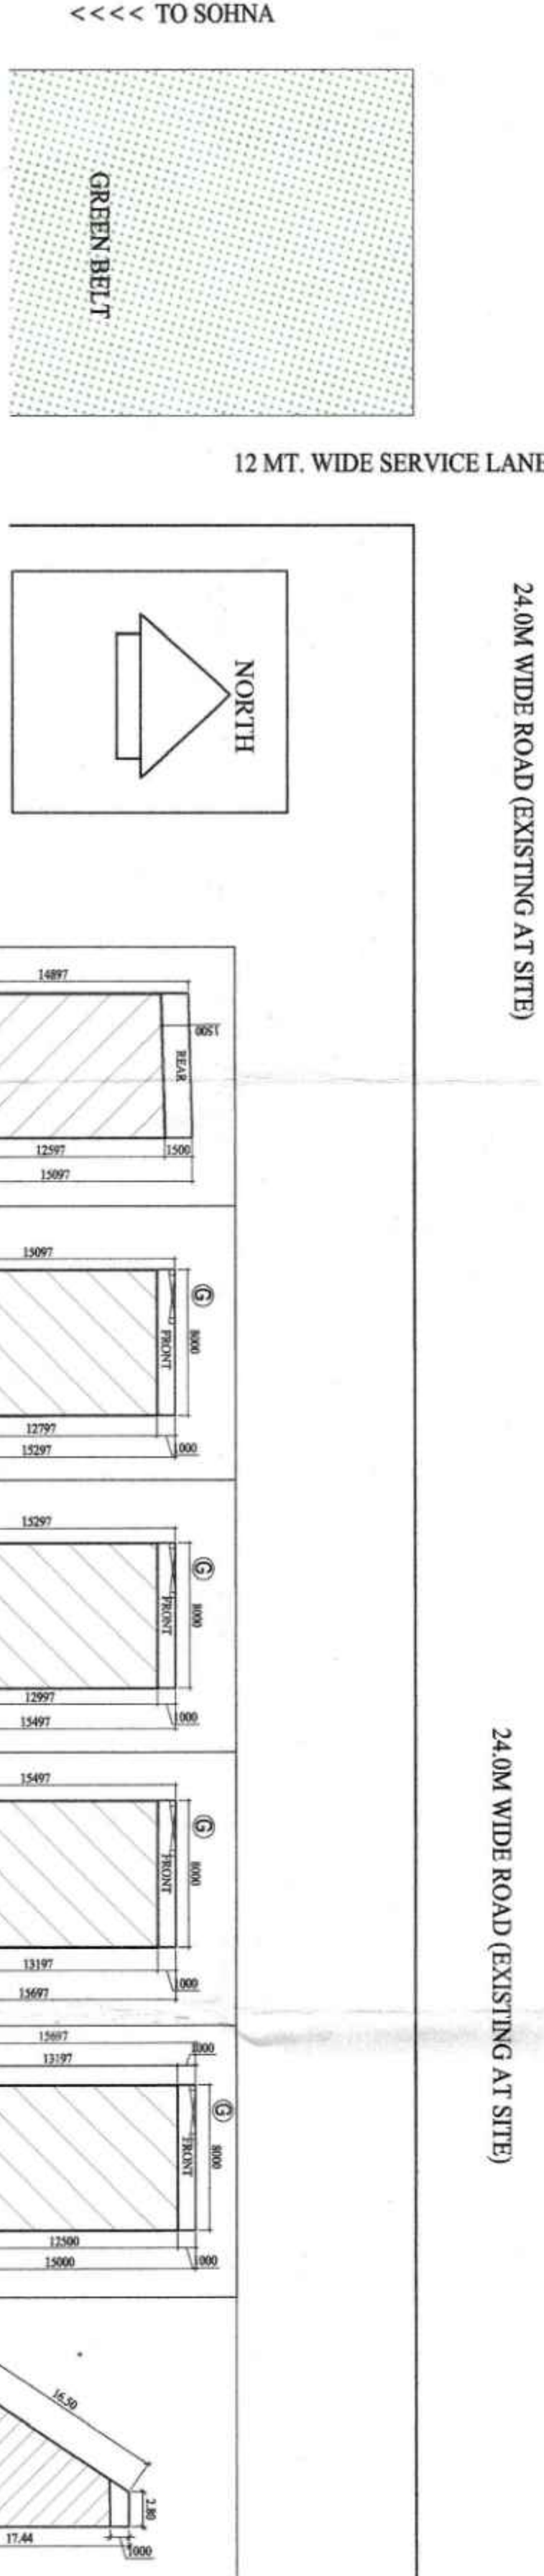 <<<< TO SOHNA
GREEN BELT
12 MT. WIDE SERVICE LANE
24.0M WIDE ROAD (EXISTING AT SITE)
NORTH
14897
1500
REAR
12597
1500
15097
15097
G
8000
FRONT
12797
1000
15297
15297
G
8000
FRONT
12997
1000
15497
24.0M WIDE ROAD (EXISTING AT SITE)
15497
G
8000
FRONT
13197
1000
15697
15697
1000
13197
G
8000
FRONT
12500
1000
15000
16.50
2.80
17.44
1000